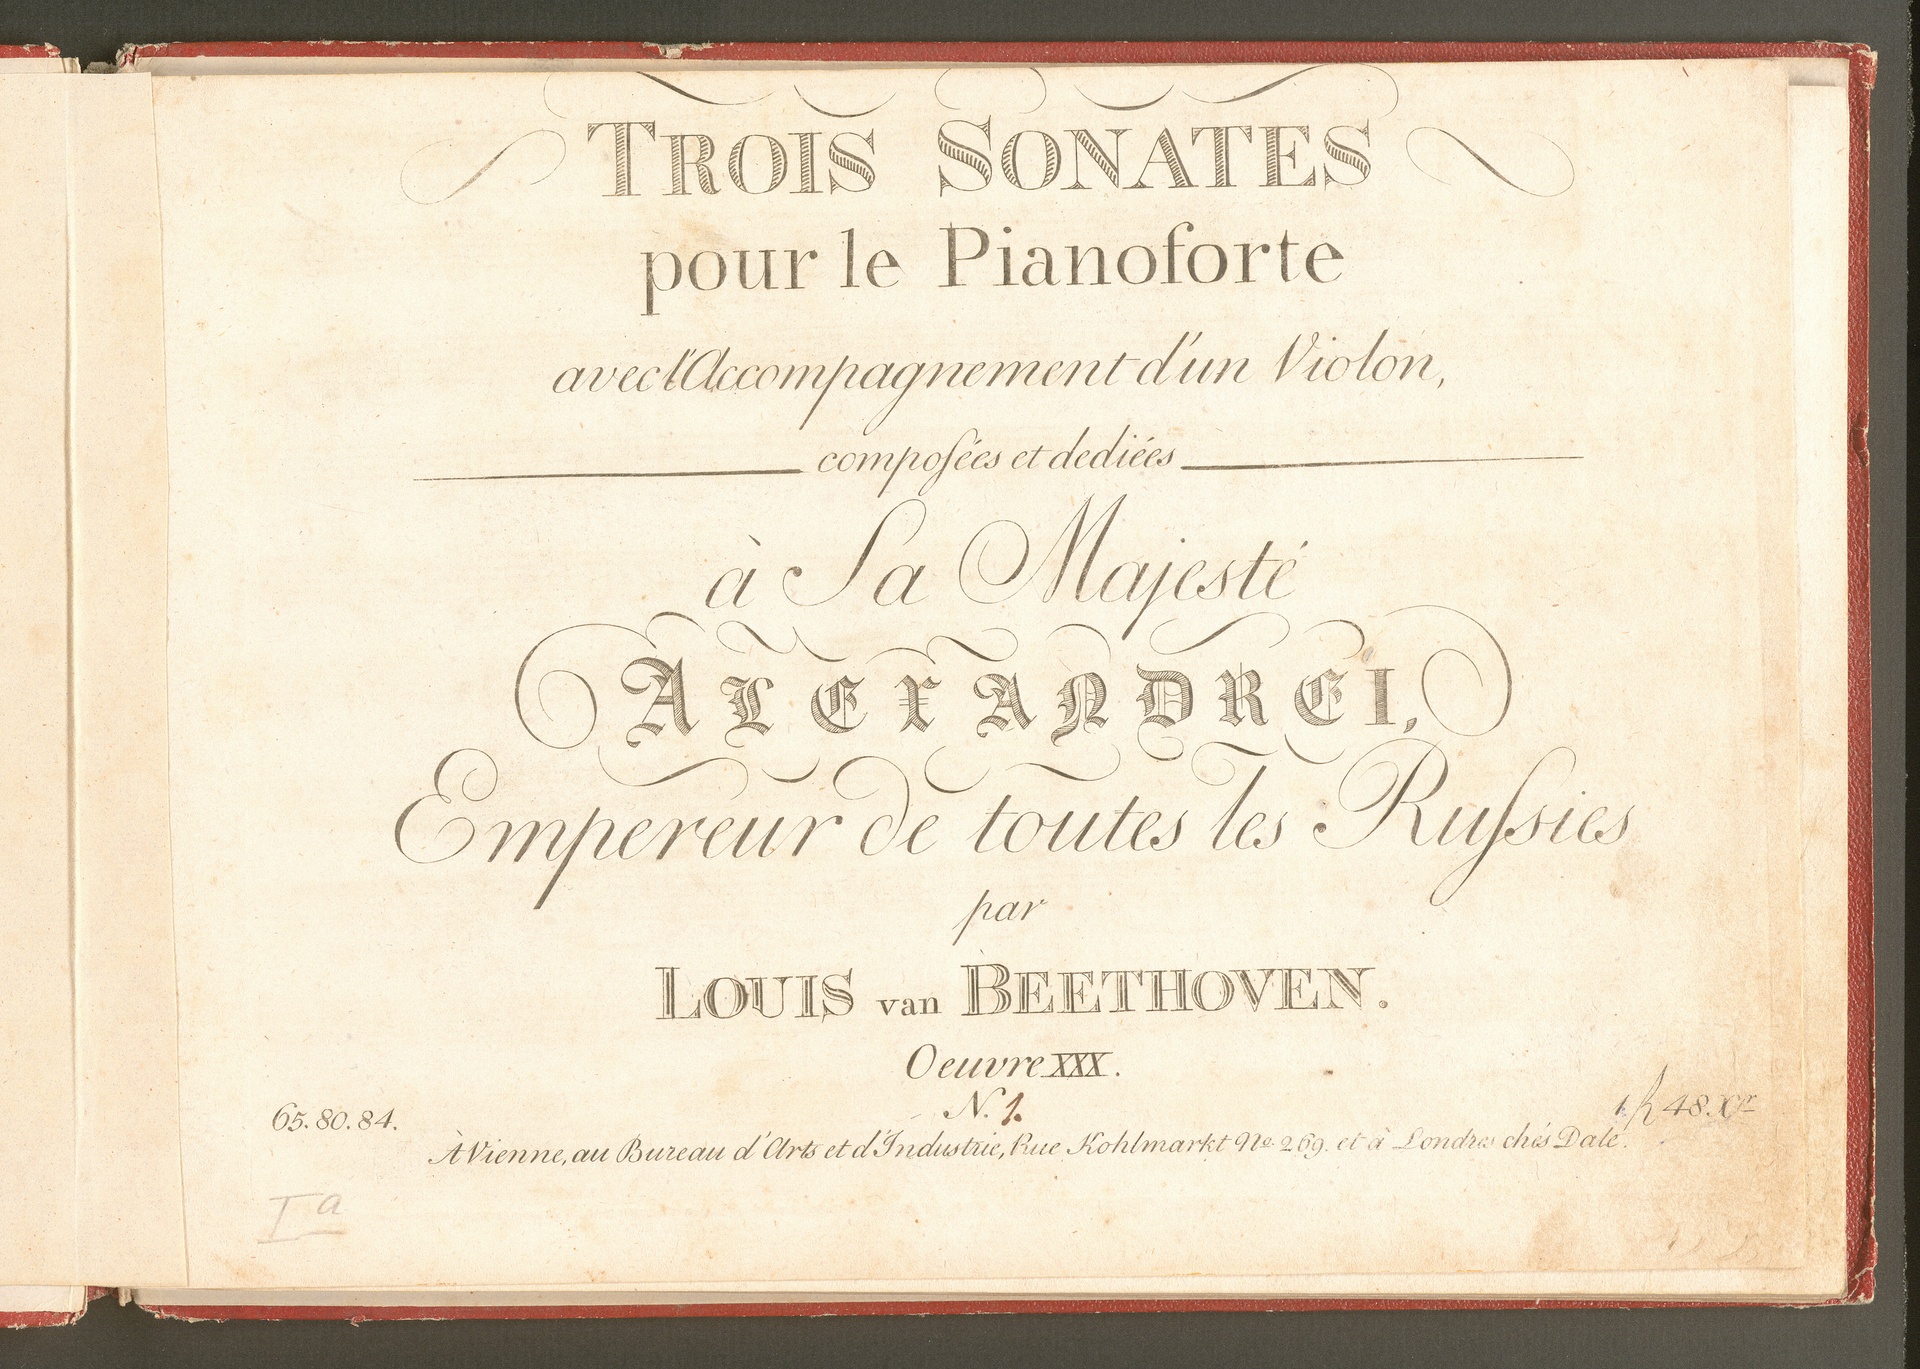 TROIS SONATES
pour le Pianoforte
avec l'Accompagnement d'un Violon,
composées et dediées
à Sa Majesté
ALEXANDRE I,
Empereur de toutes les Russies
par
LOUIS van BEETHOVEN.
Oeuvre XXX.
N. 1.
65. 80. 84.
1 f 48. Xr
À Vienne, au Bureau d'Arts et d'Industrie, Rue Kohlmarkt No. 269. et à Londres chés Dale.
I a